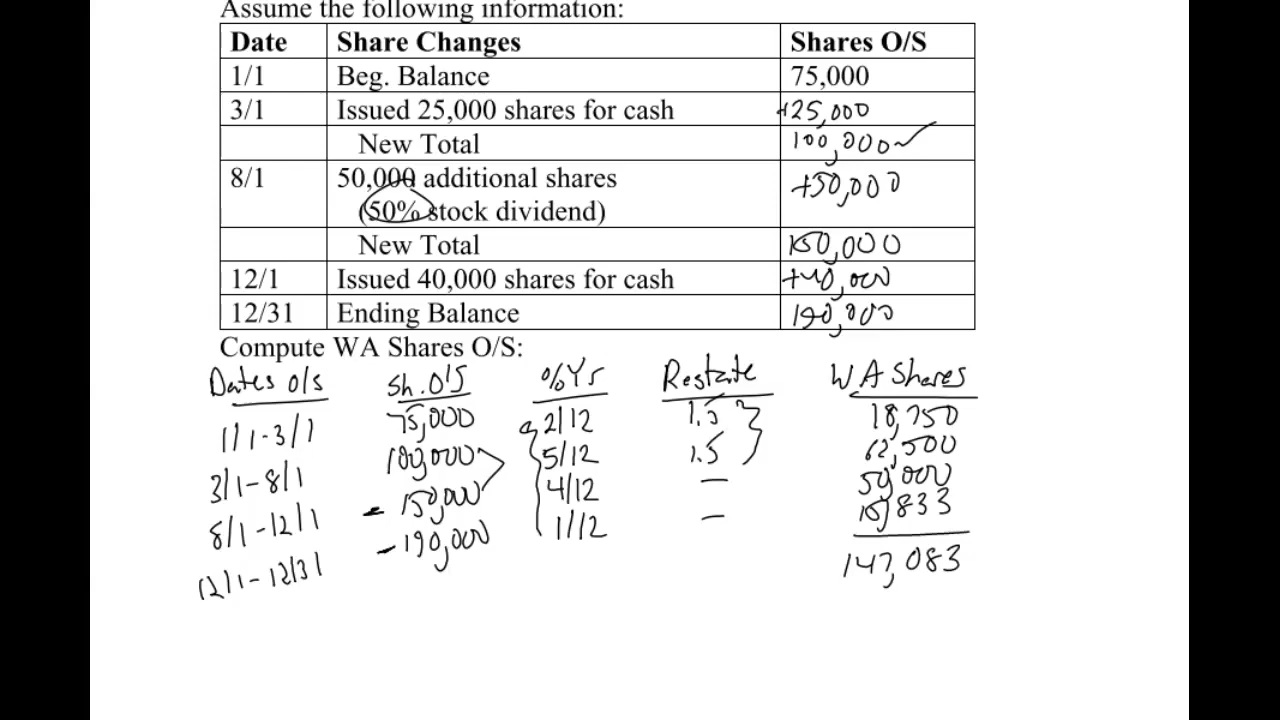 Assume the following information:
Date Share Changes Shares O/S
1/1 Beg. Balance 75,000
3/1 Issued 25,000 shares for cash +25,000
New Total 100,000
8/1 50,000 additional shares +50,000
(50% stock dividend)
New Total 150,000
12/1 Issued 40,000 shares for cash +40,000
12/31 Ending Balance 190,000
Compute WA Shares O/S:
Dates O/S Sh. O/S % Yr Restate WA Shares
1/1-3/1 75,000 2/12 1.5 18,750
3/1-8/1 100,000 5/12 1.5 62,500
8/1-12/1 150,000 4/12 — 50,000
12/1-12/31 190,000 1/12 — 15,833
147,083